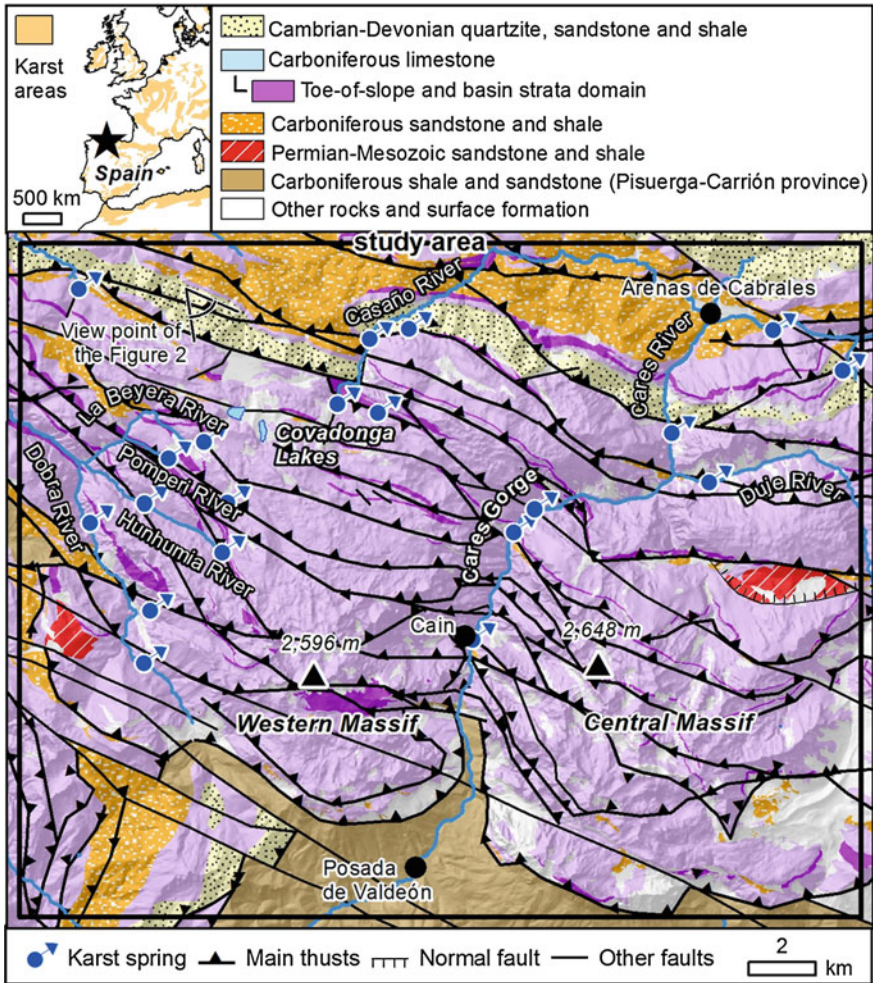 Karst
areas
Spain
500 km
Cambrian-Devonian quartzite, sandstone and shale
Carboniferous limestone
Toe-of-slope and basin strata domain
Carboniferous sandstone and shale
Permian-Mesozoic sandstone and shale
Carboniferous shale and sandstone (Pisuerga-Carrión province)
Other rocks and surface formation
study area
Casaño River
Arenas de Cabrales
View point of
the Figure 2
Cares River
La Beyera River
Covadonga
Lakes
Dobra River
Pomperi River
Cares Gorge
Duje River
Hunhumia River
Cain
2,596 m
2,648 m
Western Massif
Central Massif
Posada
de Valdeón
Karst spring
Main thrusts
Normal fault
Other faults
2
km